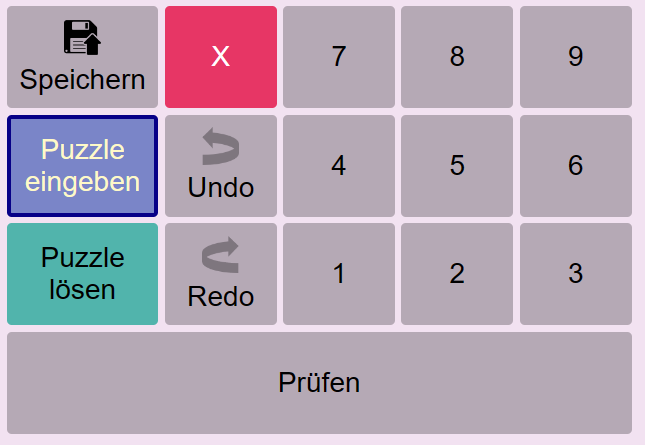 Speichern
X
7
8
9
Puzzle
eingeben
Undo
4
5
6
Puzzle
lösen
Redo
1
2
3
Prüfen